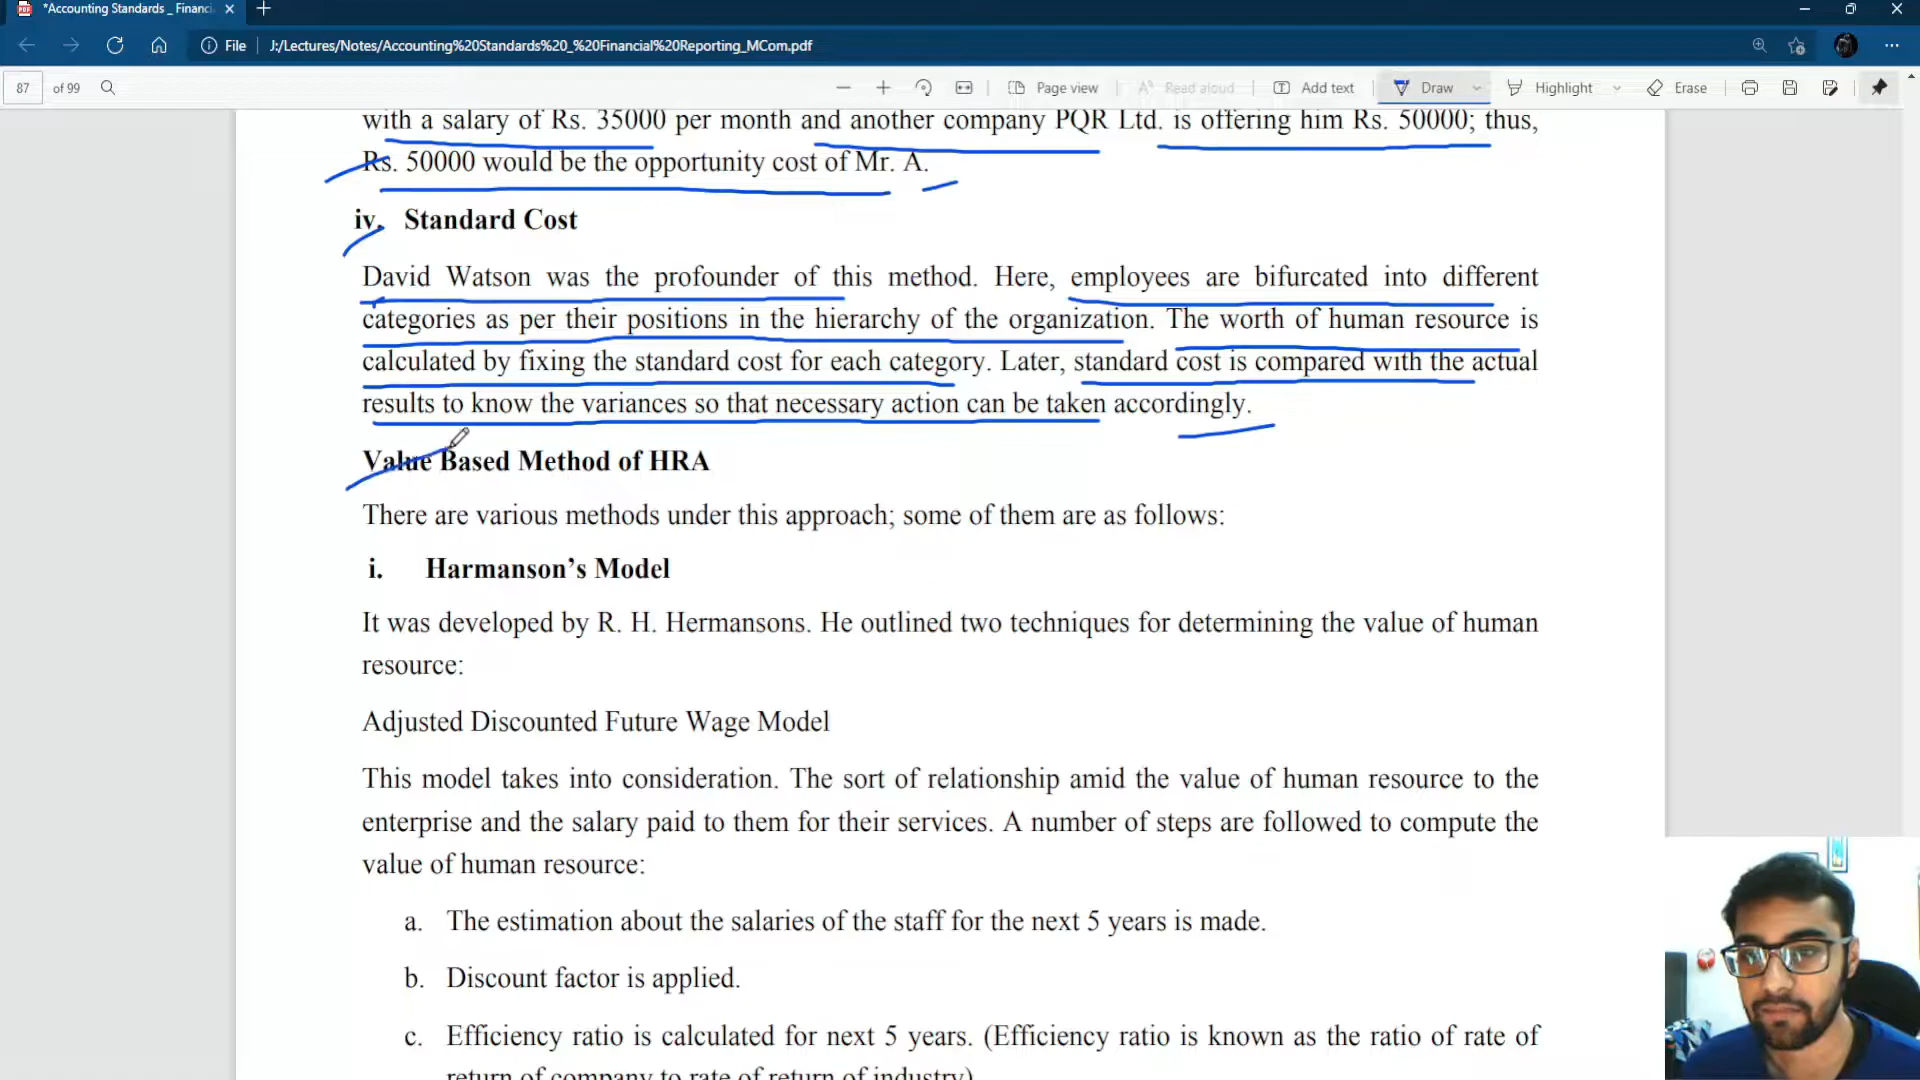 *Accounting Standards _ Financi
File
J:/Lectures/Notes/Accounting%20Standards%20_%20Financial%20Reporting_MCom.pdf
87 of 99
Page view
Read aloud
Add text
Draw
Highlight
Erase
with a salary of Rs. 35000 per month and another company PQR Ltd. is offering him Rs. 50000; thus,
Rs. 50000 would be the opportunity cost of Mr. A.
iv. Standard Cost
David Watson was the profounder of this method. Here, employees are bifurcated into different
categories as per their positions in the hierarchy of the organization. The worth of human resource is
calculated by fixing the standard cost for each category. Later, standard cost is compared with the actual
results to know the variances so that necessary action can be taken accordingly.
Value Based Method of HRA
There are various methods under this approach; some of them are as follows:
i. Harmanson’s Model
It was developed by R. H. Hermansons. He outlined two techniques for determining the value of human
resource:
Adjusted Discounted Future Wage Model
This model takes into consideration. The sort of relationship amid the value of human resource to the
enterprise and the salary paid to them for their services. A number of steps are followed to compute the
value of human resource:
a. The estimation about the salaries of the staff for the next 5 years is made.
b. Discount factor is applied.
c. Efficiency ratio is calculated for next 5 years. (Efficiency ratio is known as the ratio of rate of
return of company to rate of return of industry)